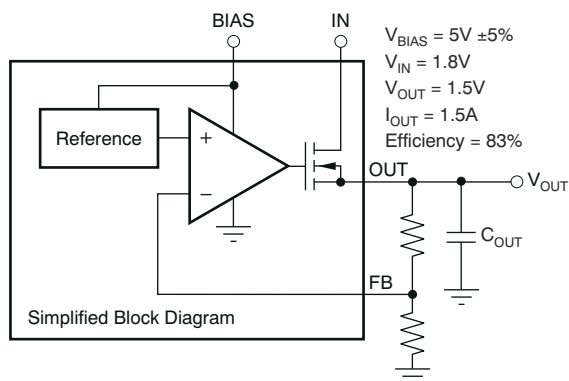 BIAS
IN
V_BIAS = 5V ±5%
V_IN = 1.8V
V_OUT = 1.5V
I_OUT = 1.5A
Efficiency = 83%
Reference
+
−
OUT
V_OUT
C_OUT
FB
Simplified Block Diagram